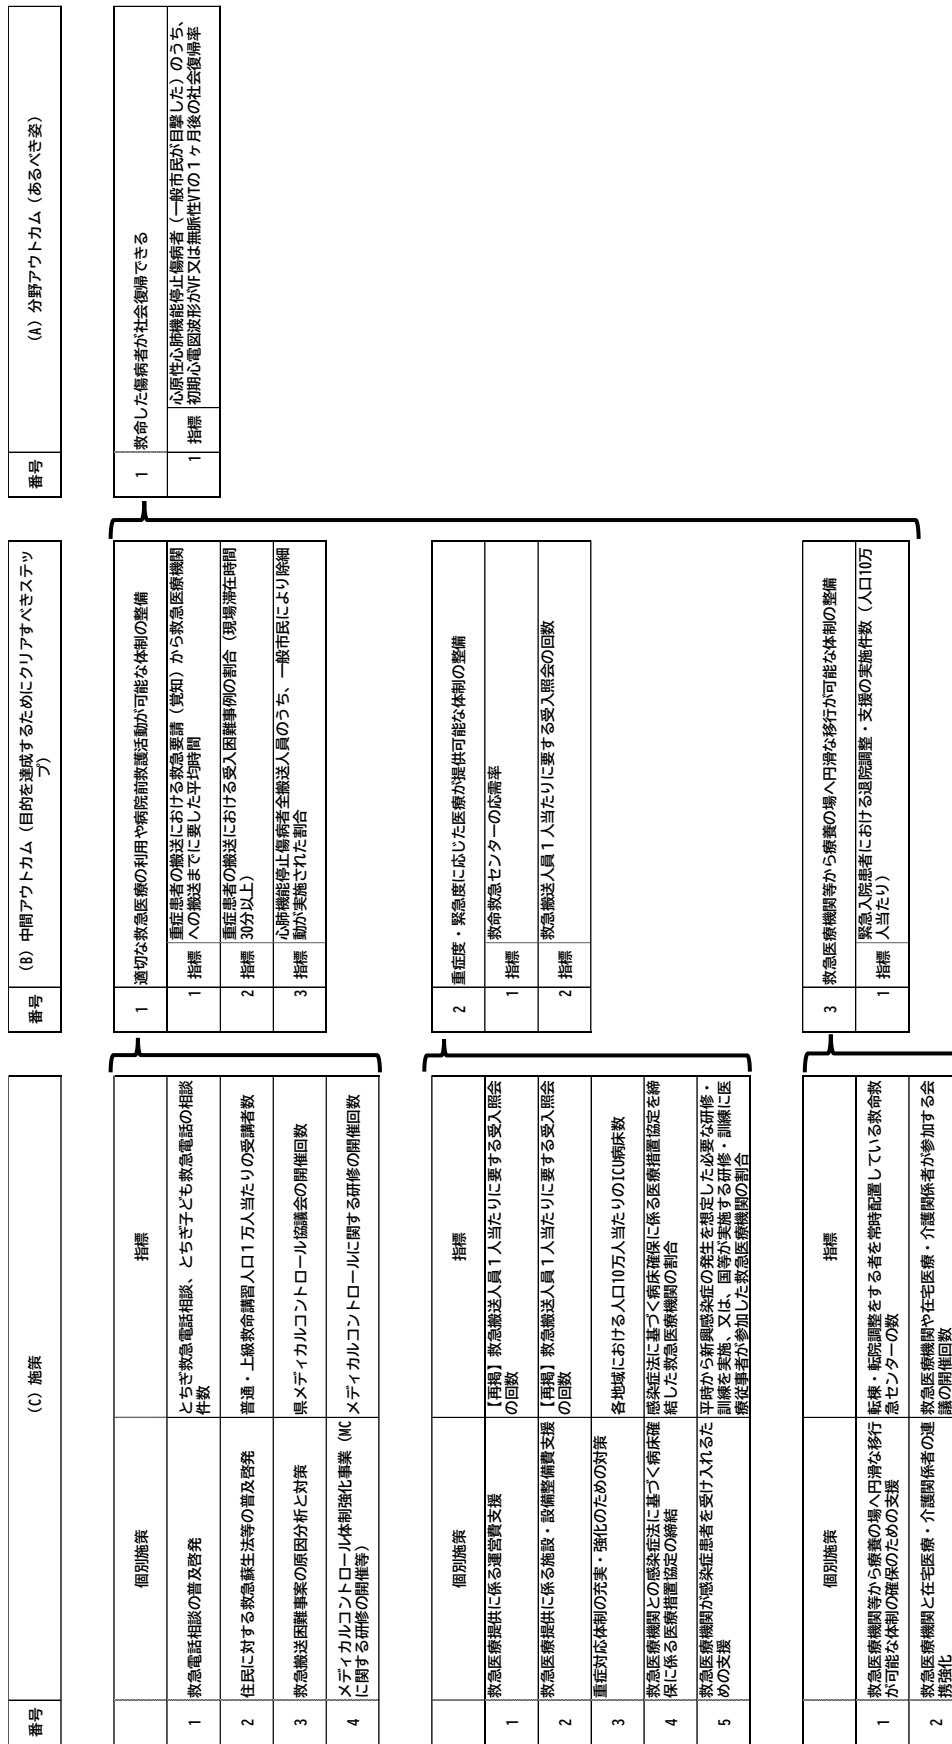 番号
(C) 施策
番号
(B) 中間アウトカム（目的を達成するためにクリアすべきステッ
プ）
番号
(A) 分野アウトカム（あるべき姿）
個別施策
指標
1
救急電話相談の普及啓発
とちぎ救急電話相談、とちぎ子ども救急電話の相談
件数
2
住民に対する救急蘇生法等の普及啓発
普通・上級救命講習人口１万人当たりの受講者数
3
救急搬送困難事案の原因分析と対策
県メディカルコントロール協議会の開催回数
4
メディカルコントロール体制強化事業（MC
に関する研修の開催等）
メディカルコントロールに関する研修の開催回数
1
適切な救急医療の利用や病院前救護活動が可能な体制の整備
1
指標
重症患者の搬送における救急要請（覚知）から救急医療機関
への搬送までに要した平均時間
2
指標
重症患者の搬送における受入困難事例の割合（現場滞在時間
30分以上）
3
指標
心肺機能停止傷病者全搬送人員のうち、一般市民により除細
動が実施された割合
1
救命した傷病者が社会復帰できる
1
指標
心原性心肺機能停止傷病者（一般市民が目撃した）のうち、
初期心電図波形がVF又は無脈性VTの１ヶ月後の社会復帰率
個別施策
指標
1
救急医療提供に係る運営費支援
【再掲】救急搬送人員１人当たりに要する受入照会
の回数
2
救急医療提供に係る施設・設備整備費支援
【再掲】救急搬送人員１人当たりに要する受入照会
の回数
3
重症対応体制の充実・強化のための対策
各地域における人口10万人当たりのICU病床数
4
救急医療機関との感染症法に基づく病床確
保に係る医療措置協定の締結
感染症法に基づく病床確保に係る医療措置協定を締
結した救急医療機関の割合
5
救急医療機関が感染症患者を受け入れるた
めの支援
平時から新興感染症の発生を想定した必要な研修・
訓練を実施、又は、国等が実施する研修・訓練に医
療従事者が参加した救急医療機関の割合
2
重症度・緊急度に応じた医療が提供可能な体制の整備
1
指標
救命救急センターの応需率
2
指標
救急搬送人員１人当たりに要する受入照会の回数
個別施策
指標
1
救急医療機関等から療養の場へ円滑な移行
が可能な体制の確保のための支援
転棟・転院調整をする者を常時配置している救命救
急センターの数
2
救急医療機関と在宅医療・介護関係者の連
携強化
救急医療機関や在宅医療・介護関係者が参加する会
議の開催回数
3
救急医療機関等から療養の場へ円滑な移行が可能な体制の整備
1
指標
緊急入院患者における退院調整・支援の実施件数（人口10万
人当たり）